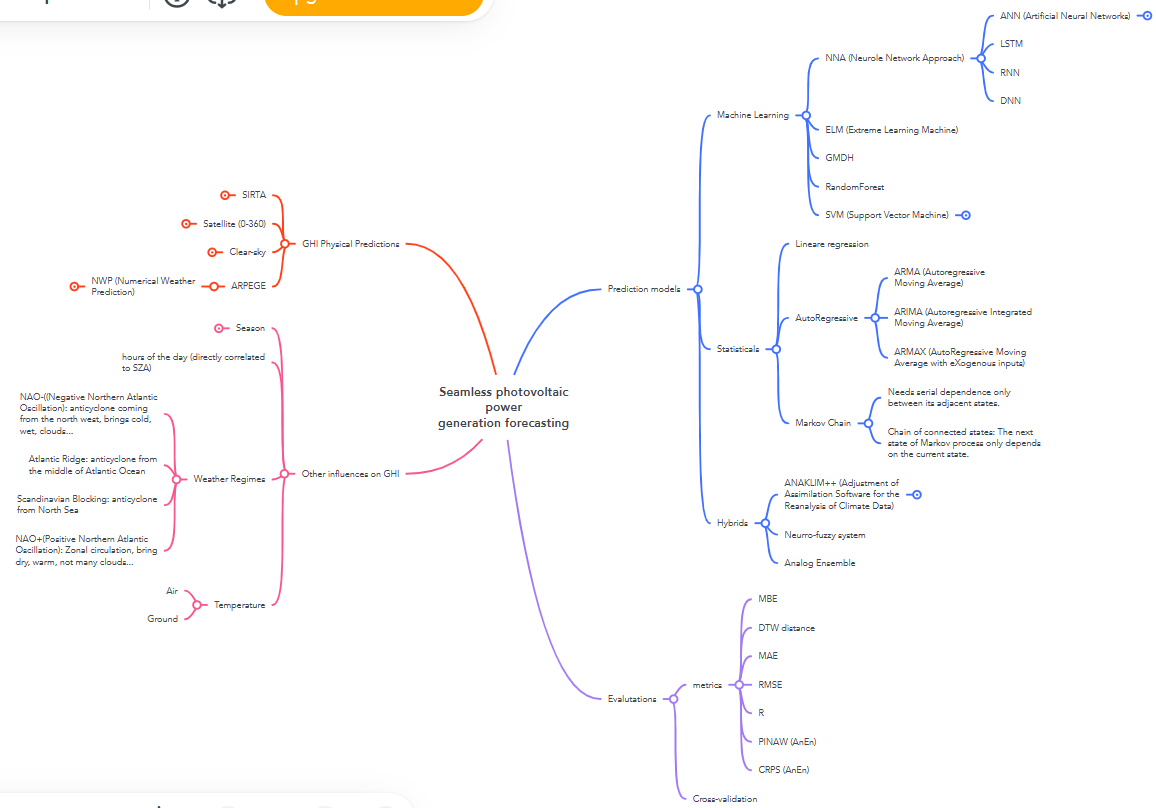 ANN (Artificial Neural Networks)
LSTM
RNN
DNN
NNA (Neurole Network Approach)
Machine Learning
ELM (Extreme Learning Machine)
GMDH
RandomForest
SVM (Support Vector Machine)
SIRTA
Satellite (0-360)
Clear-sky
NWP (Numerical Weather
Prediction)
ARPEGE
GHI Physical Predictions
Season
hours of the day (directly correlated
to SZA)
NAO-((Negative Northern Atlantic
Oscillation): anticyclone coming
from the north west, brings cold,
wet, clouds...
Atlantic Ridge: anticyclone from
the middle of Atlantic Ocean
Scandinavian Blocking: anticyclone
from North Sea
NAO+(Positive Northern Atlantic
Oscillation): Zonal circulation, bring
dry, warm, not many clouds...
Weather Regimes
Other influences on GHI
Air
Ground
Temperature
Seamless photovoltaic
power
generation forecasting
Prediction models
Lineare regression
AutoRegressive
ARMA (Autoregressive
Moving Average)
ARIMA (Autoregressive Integrated
Moving Average)
ARMAX (AutoRegressive Moving
Average with eXogenous inputs)
Statisticals
Markov Chain
Needs serial dependence only
between its adjacent states.
Chain of connected states: The next
state of Markov process only depends
on the current state.
Hybrids
ANAKLIM++ (Adjustment of
Assimilation Software for the
Reanalysis of Climate Data)
Neurro-fuzzy system
Analog Ensemble
Evalutations
metrics
MBE
DTW distance
MAE
RMSE
R
PINAW (AnEn)
CRPS (AnEn)
Cross-validation